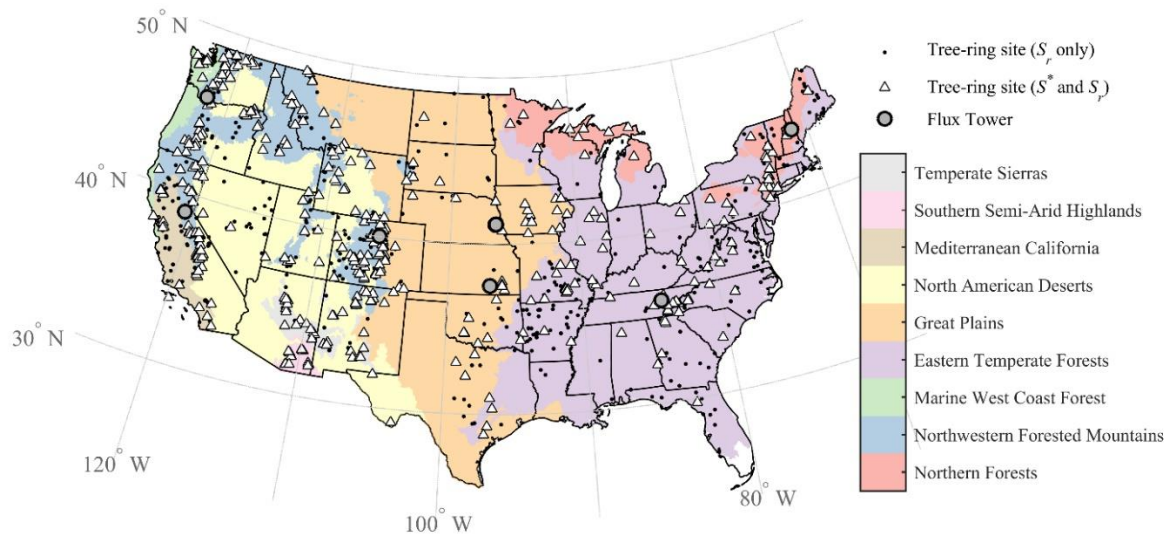 50° N
40° N
30° N
120° W
100° W
80° W
Tree-ring site (Sr only)
Tree-ring site (S* and Sr)
Flux Tower
Temperate Sierras
Southern Semi-Arid Highlands
Mediterranean California
North American Deserts
Great Plains
Eastern Temperate Forests
Marine West Coast Forest
Northwestern Forested Mountains
Northern Forests